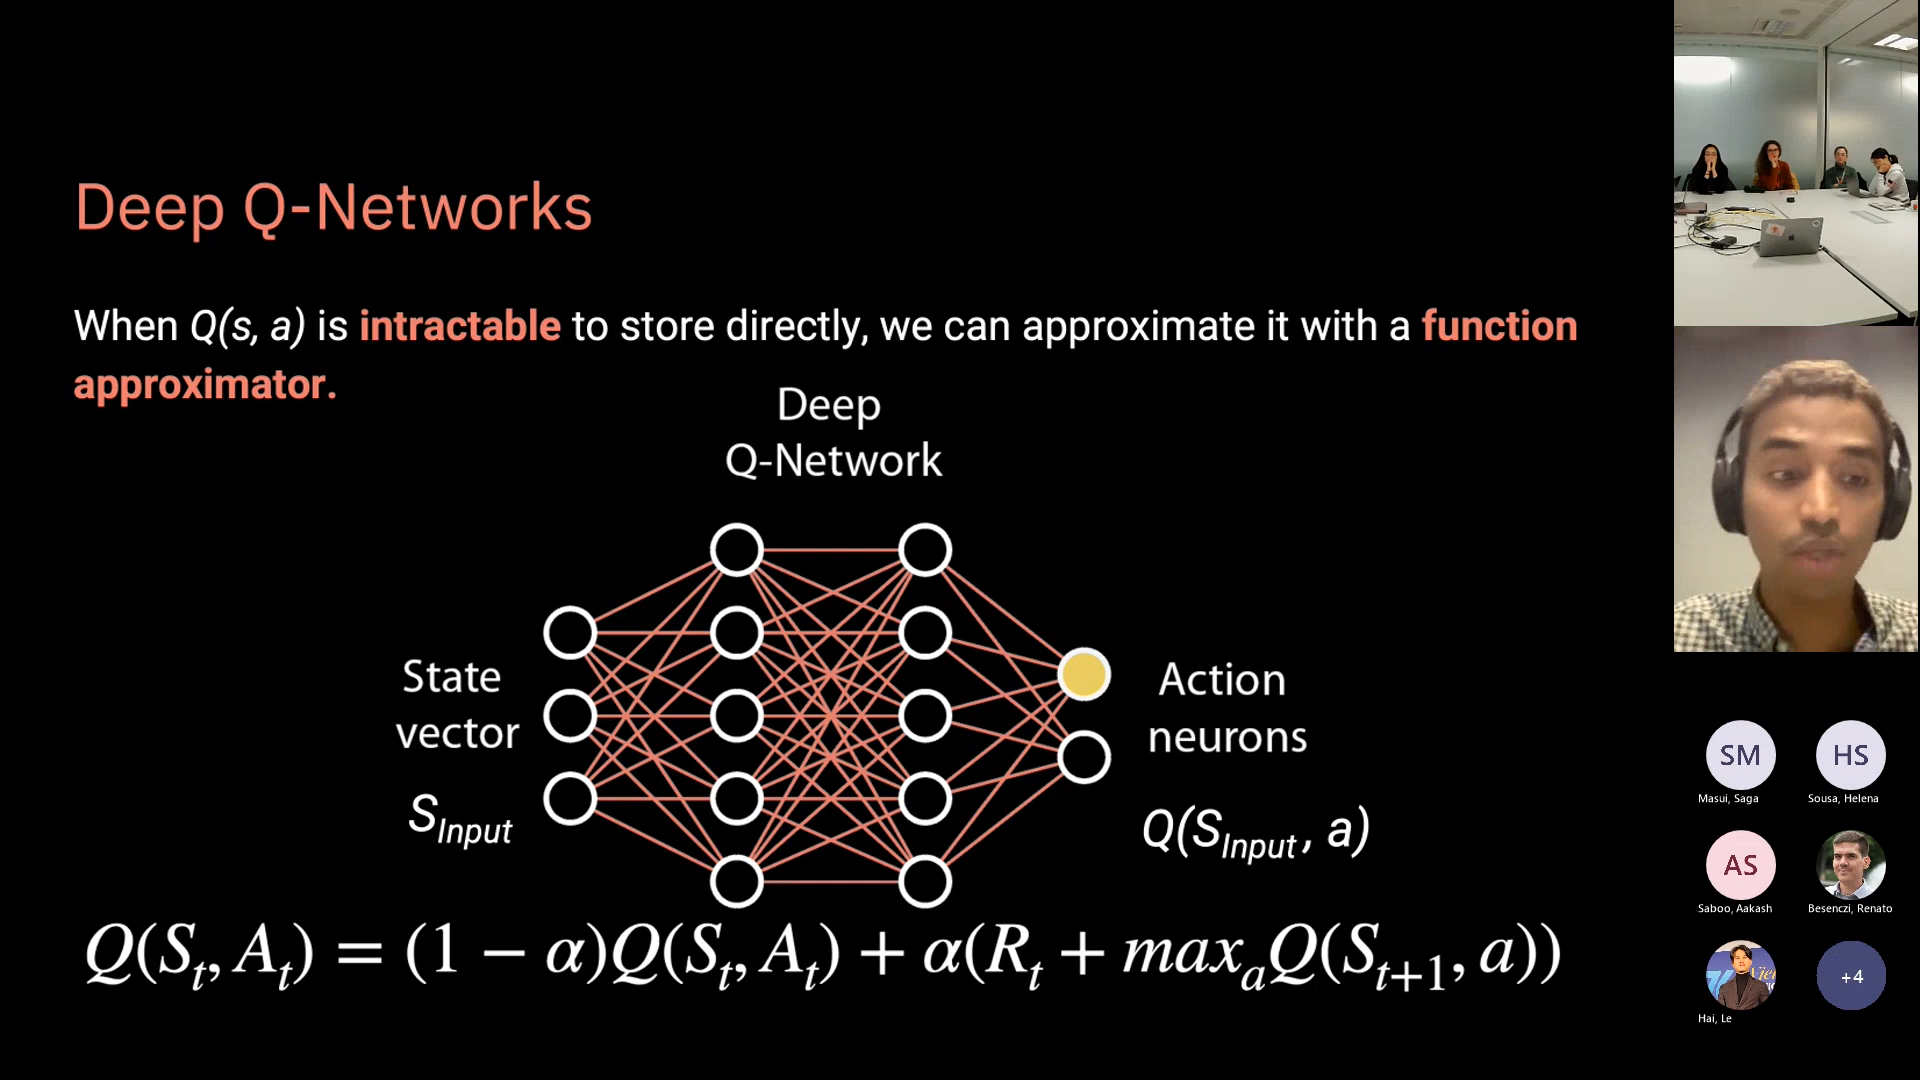 Deep Q-Networks
When Q(s, a) is intractable to store directly, we can approximate it with a function
approximator.
Deep
Q-Network
State
vector
S_Input
Action
neurons
Q(S_Input, a)
Q(S_t, A_t) = (1 − α)Q(S_t, A_t) + α(R_t + max_a Q(S_{t+1}, a))
SM
Masui, Saga
HS
Sousa, Helena
AS
Saboo, Aakash
Besenczi, Renato
Hai, Le
+4